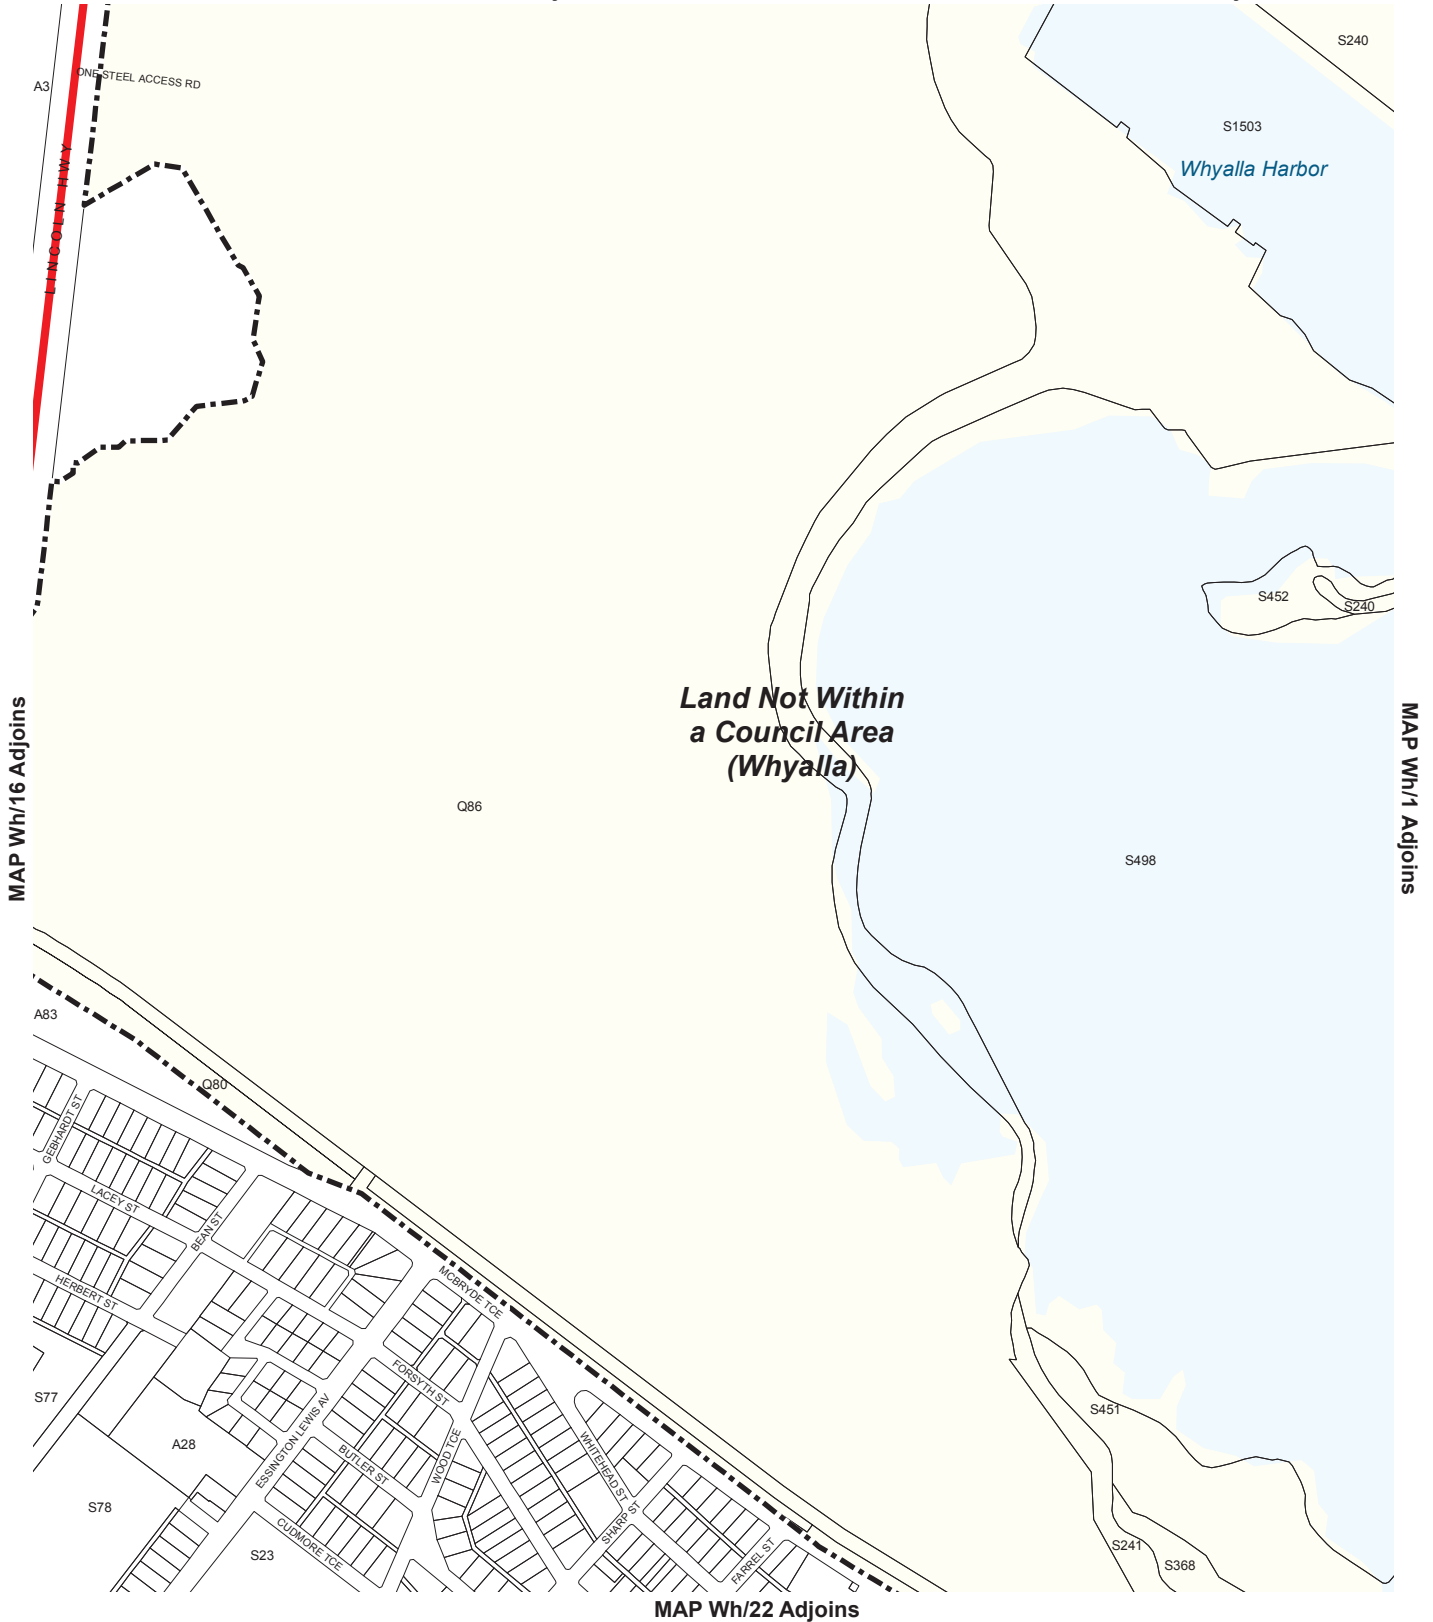 S240
A3
ONE STEEL ACCESS RD
S1503
Whyalla Harbor
LINCOLN HWY
S452
S240
Land Not Within
a Council Area
(Whyalla)
MAP Wh/16 Adjoins
MAP Wh/1 Adjoins
Q86
S498
A83
Q80
GEBHARDT ST
LACEY ST
BEAN ST
HERBERT ST
MCBRYDE TCE
FORSYTH ST
S77
ESSINGTON LEWIS AV
S451
A28
BUTLER ST
WOOD TCE
WHITEHEAD ST
S78
SHARP ST
CUDMORE TCE
S23
FARREL ST
S241
S368
MAP Wh/22 Adjoins